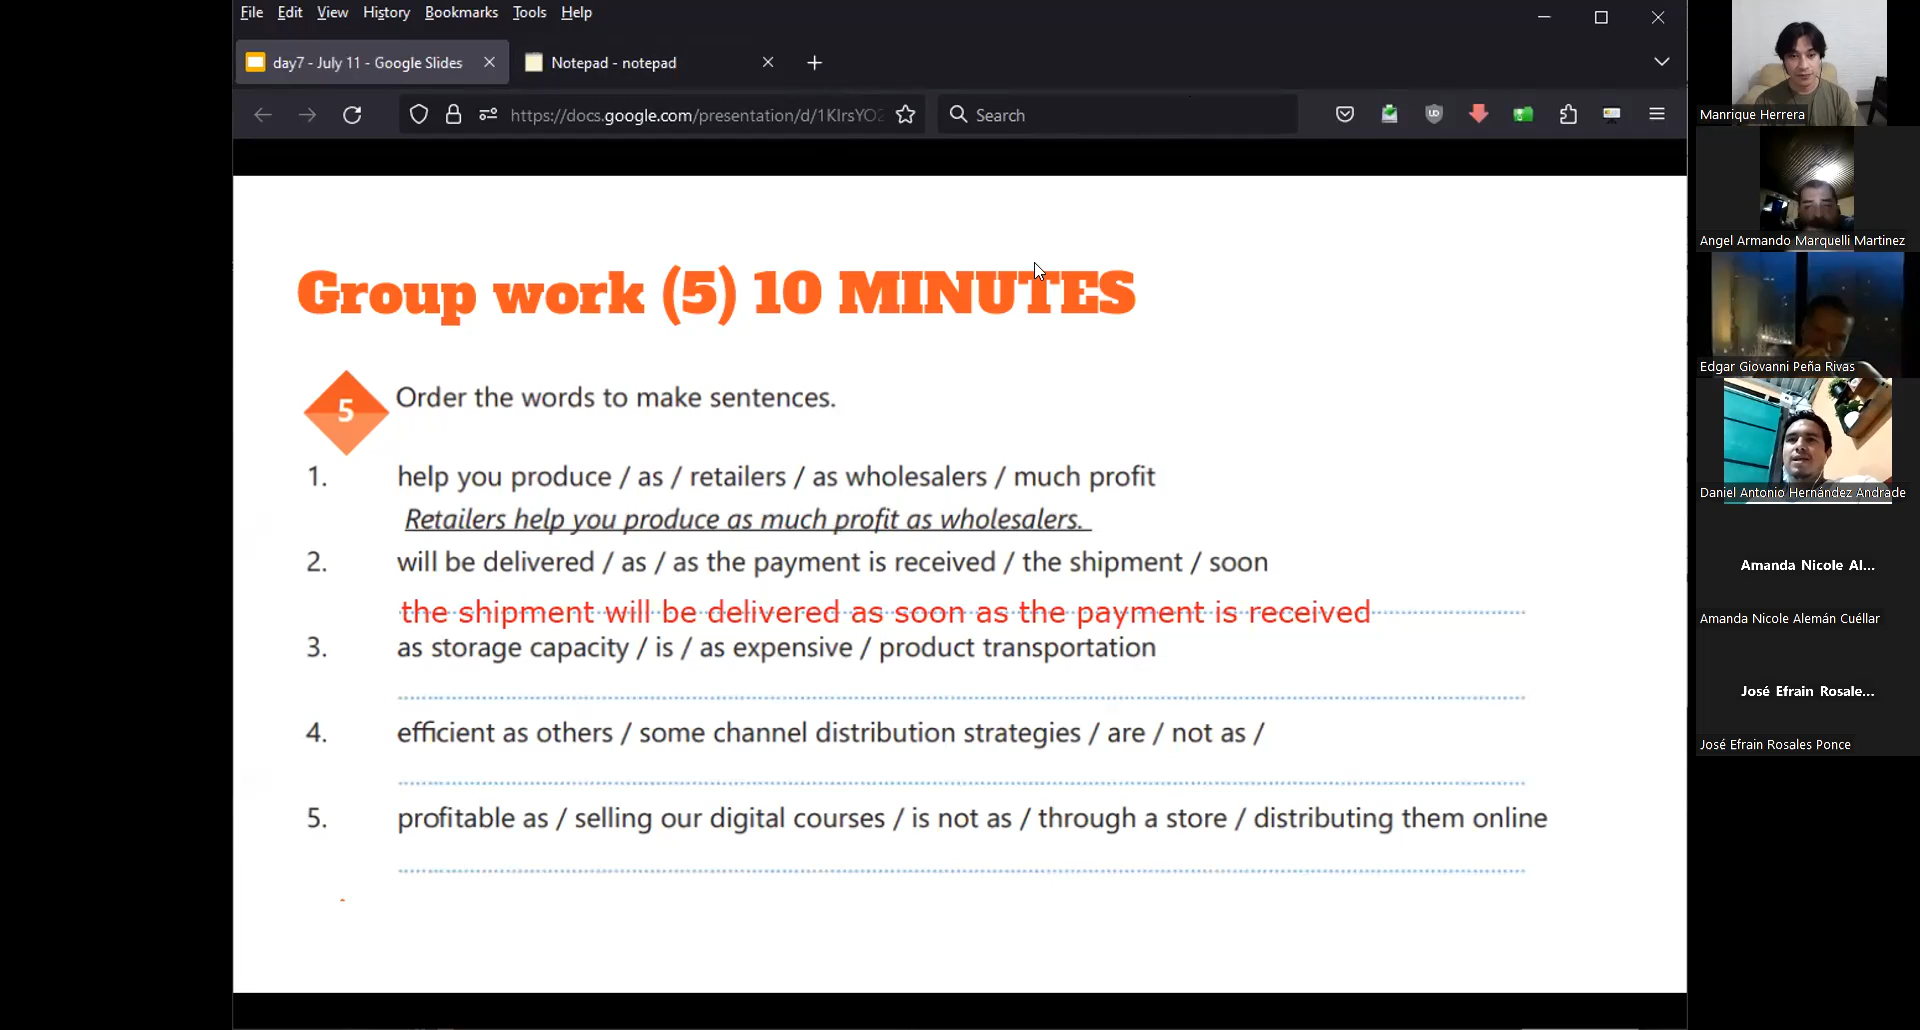 File Edit View History Bookmarks Tools Help
day7 - July 11 - Google Slides
Notepad - notepad
https://docs.google.com/presentation/d/1KIrsYO
Search
Group work (5) 10 MINUTES
5 Order the words to make sentences.
1. help you produce / as / retailers / as wholesalers / much profit
Retailers help you produce as much profit as wholesalers.
2. will be delivered / as / as the payment is received / the shipment / soon
the shipment will be delivered as soon as the payment is received
3. as storage capacity / is / as expensive / product transportation
4. efficient as others / some channel distribution strategies / are / not as /
5. profitable as / selling our digital courses / is not as / through a store / distributing them online
Manrique Herrera
Angel Armando Marquelli Martinez
Edgar Giovanni Peña Rivas
Daniel Antonio Hernández Andrade
Amanda Nicole Al...
Amanda Nicole Alemán Cuéllar
José Efrain Rosale...
José Efrain Rosales Ponce